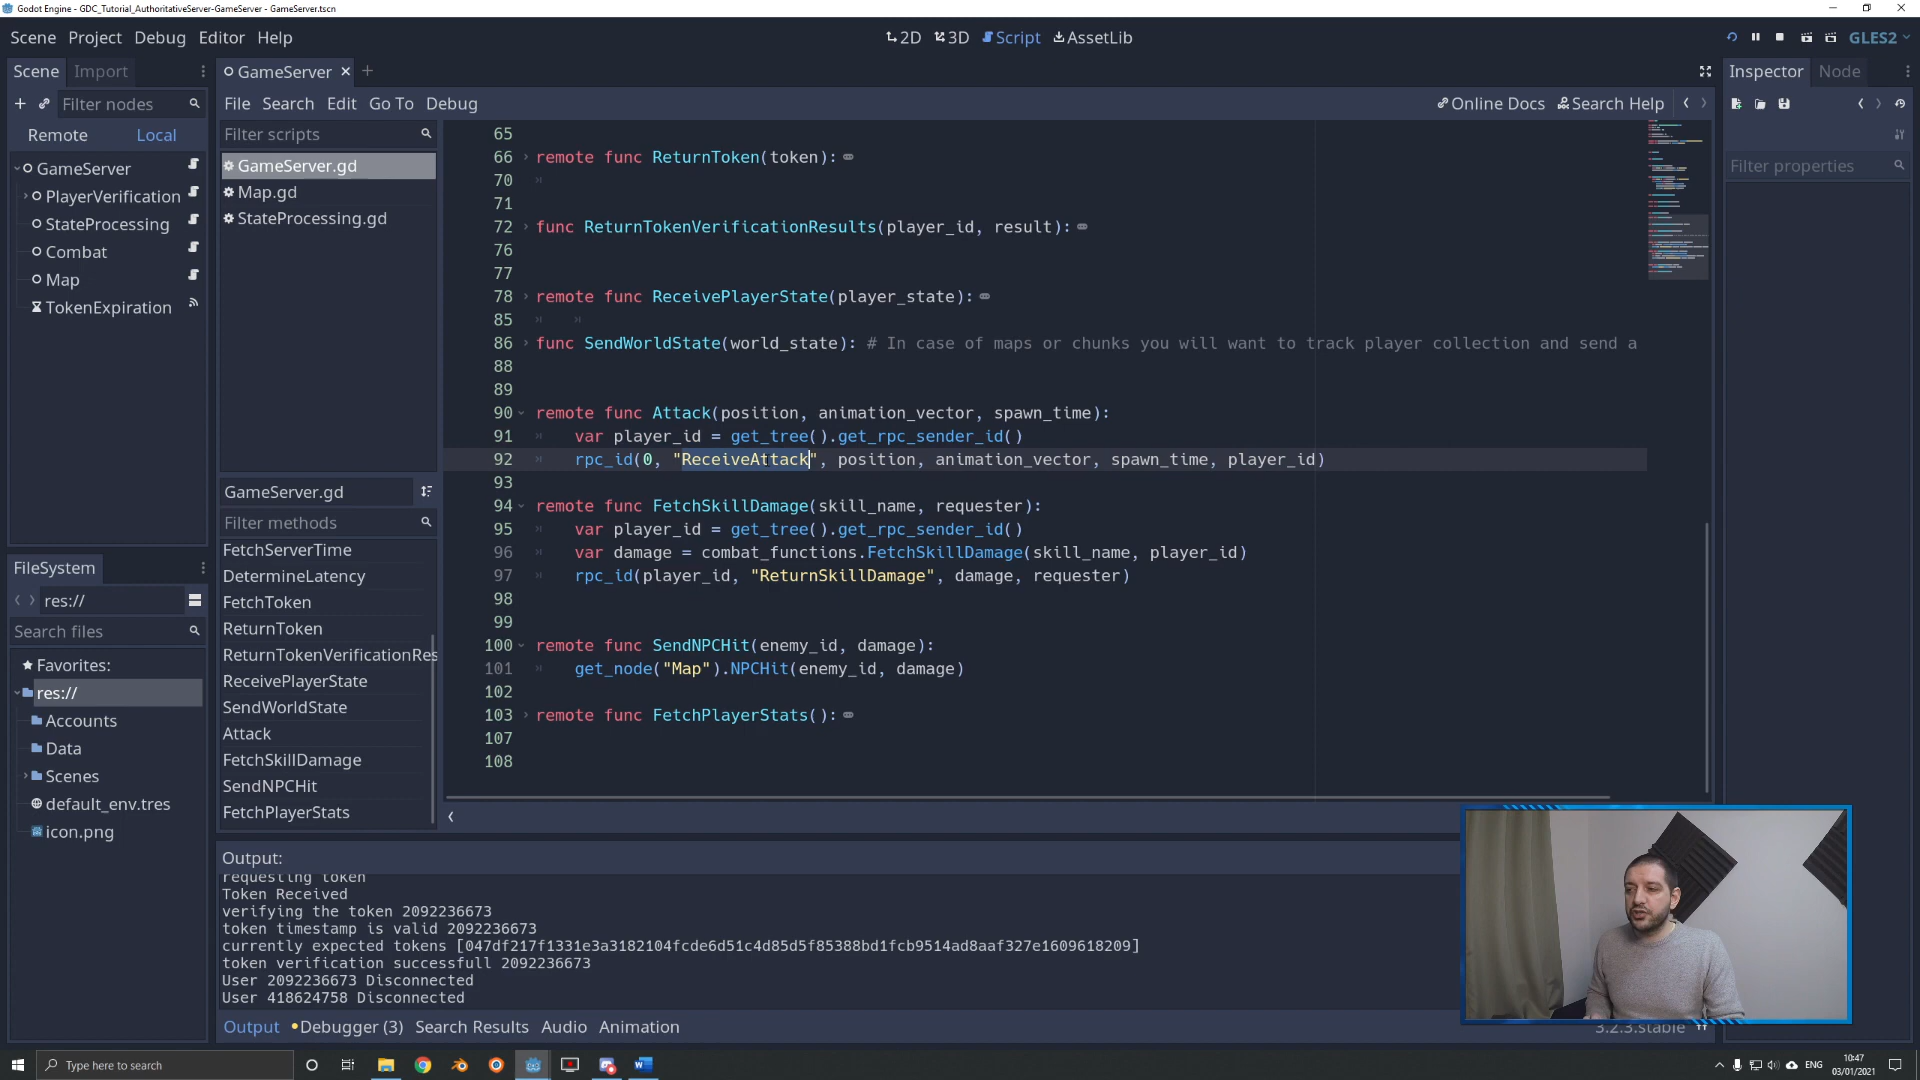 Godot Engine - GDC_Tutorial_AuthoritativeServer-GameServer - GameServer.tscn
Scene Project Debug Editor Help
2D 3D Script AssetLib
GLES2
Scene Import
GameServer
Inspector Node
Filter nodes
File Search Edit Go To Debug
Online Docs Search Help
Remote Local
Filter scripts
GameServer
PlayerVerification
StateProcessing
Combat
Map
TokenExpiration
GameServer.gd
Map.gd
StateProcessing.gd
Filter properties
65
66 remote func ReturnToken(token):
70
71
72 func ReturnTokenVerificationResults(player_id, result):
76
77
78 remote func ReceivePlayerState(player_state):
85
86 func SendWorldState(world_state): # In case of maps or chunks you will want to track player collection and send a
88
89
90 remote func Attack(position, animation_vector, spawn_time):
91 var player_id = get_tree().get_rpc_sender_id()
92 rpc_id(0, "ReceiveAttack", position, animation_vector, spawn_time, player_id)
93
94 remote func FetchSkillDamage(skill_name, requester):
95 var player_id = get_tree().get_rpc_sender_id()
96 var damage = combat_functions.FetchSkillDamage(skill_name, player_id)
97 rpc_id(player_id, "ReturnSkillDamage", damage, requester)
98
99
100 remote func SendNPCHit(enemy_id, damage):
101 get_node("Map").NPCHit(enemy_id, damage)
102
103 remote func FetchPlayerStats():
107
108
GameServer.gd
Filter methods
FetchServerTime
DetermineLatency
FetchToken
ReturnToken
ReturnTokenVerificationRes
ReceivePlayerState
SendWorldState
Attack
FetchSkillDamage
SendNPCHit
FetchPlayerStats
FileSystem
res://
Search files
Favorites:
res://
Accounts
Data
Scenes
default_env.tres
icon.png
Output:
requesting token
Token Received
verifying the token 2092236673
token timestamp is valid 2092236673
currently expected tokens [047df217f1331e3a3182104fcde6d51c4d85d5f85388bd1fcb9514ad8aaf327e1609618209]
token verification successfull 2092236673
User 2092236673 Disconnected
User 418624758 Disconnected
Output Debugger (3) Search Results Audio Animation
3.2.3.stable
Type here to search
ENG
10:47
03/01/2021